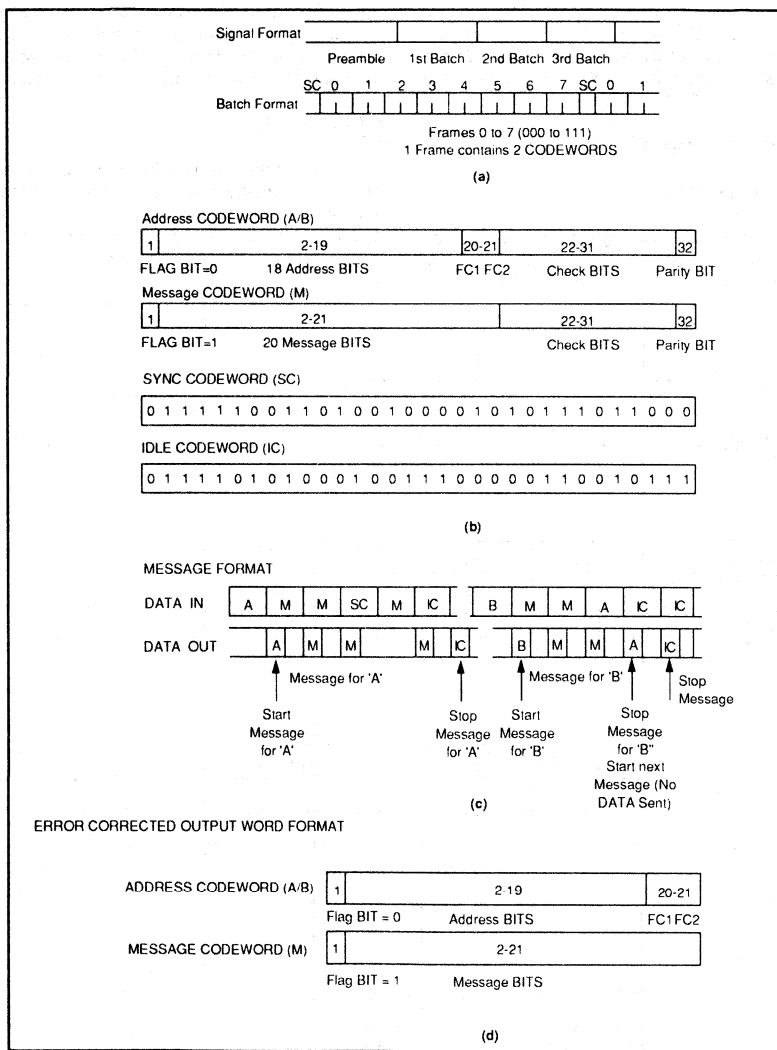 Signal Format
Preamble 1st Batch 2nd Batch 3rd Batch
SC 0 1 2 3 4 5 6 7 SC 0 1
Batch Format
Frames 0 to 7 (000 to 111)
1 Frame contains 2 CODEWORDS
(a)
Address CODEWORD (A/B)
1 2-19 20-21 22-31 32
FLAG BIT=0 18 Address BITS FC1 FC2 Check BITS Parity BIT
Message CODEWORD (M)
1 2-21 22-31 32
FLAG BIT=1 20 Message BITS Check BITS Parity BIT
SYNC CODEWORD (SC)
0 1 1 1 1 1 0 0 1 1 0 1 0 0 1 0 0 0 0 1 0 1 0 1 1 1 0 1 1 0 0 0
IDLE CODEWORD (IC)
0 1 1 1 1 0 1 0 1 0 0 0 1 0 0 1 1 1 0 0 0 0 0 1 1 0 0 1 0 1 1 1
(b)
MESSAGE FORMAT
DATA IN A M M SC M IC B M M A IC IC
DATA OUT A M M M IC B M M A IC
Message for 'A' Message for 'B'
Stop
Message
Start
Message
for 'A'
Stop
Message
for 'A'
Start
Message
for 'B'
Stop
Message
for 'B"
Start next
Message (No
DATA Sent)
(c)
ERROR CORRECTED OUTPUT WORD FORMAT
ADDRESS CODEWORD (A/B) 1 2-19 20-21
Flag BIT = 0 Address BITS FC1 FC2
MESSAGE CODEWORD (M) 1 2-21
Flag BIT = 1 Message BITS
(d)